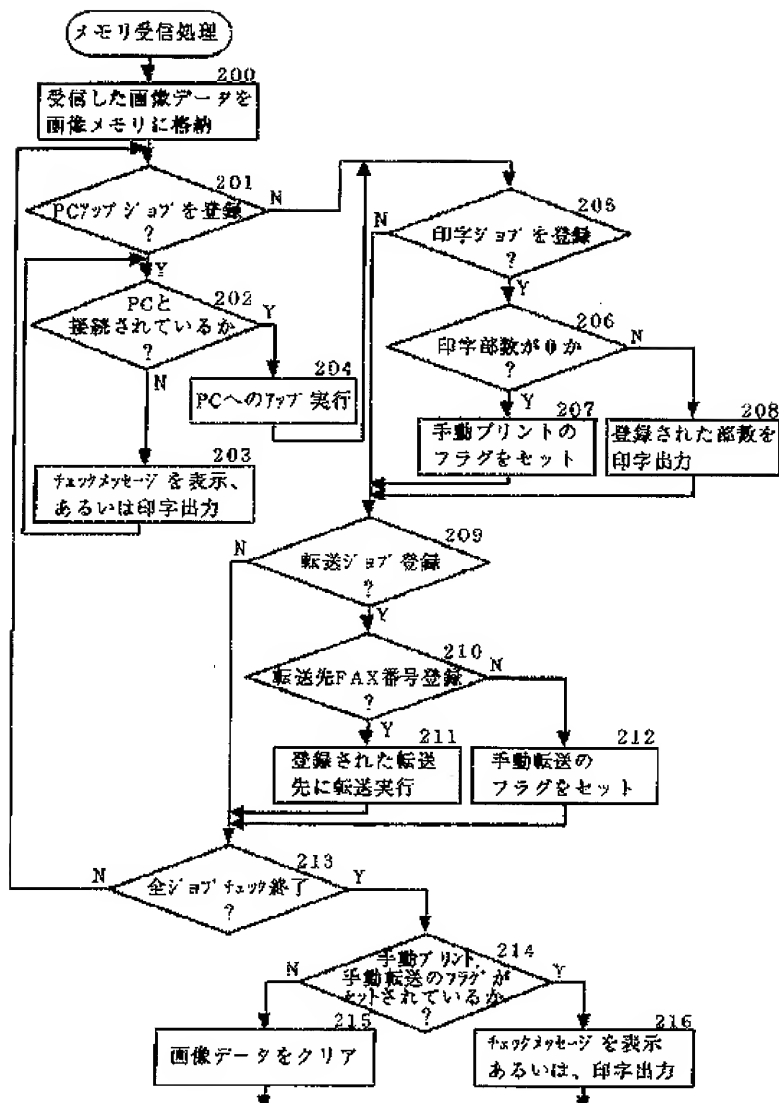 メモリ受信処理
200
受信した画像データを
画像メモリに格納
201
PCアップジョブを登録
?
N
Y
205
印字ジョブを登録
?
N
Y
202
PCと
接続されているか
?
Y
N
204
PCへのアップ実行
203
チェックメッセージを表示、
あるいは印字出力
206
印字部数が0か
?
N
Y
207
手動プリントの
フラグをセット
208
登録された部数を
印字出力
209
転送ジョブ登録
?
N
Y
210
転送先FAX番号登録
?
N
Y
211
登録された転送
先に転送実行
212
手動転送の
フラグをセット
213
全ジョブチェック終了
?
N
Y
214
手動プリント,
手動転送のフラグが
セットされているか
?
N
Y
215
画像データをクリア
216
チェックメッセージを表示
あるいは、印字出力